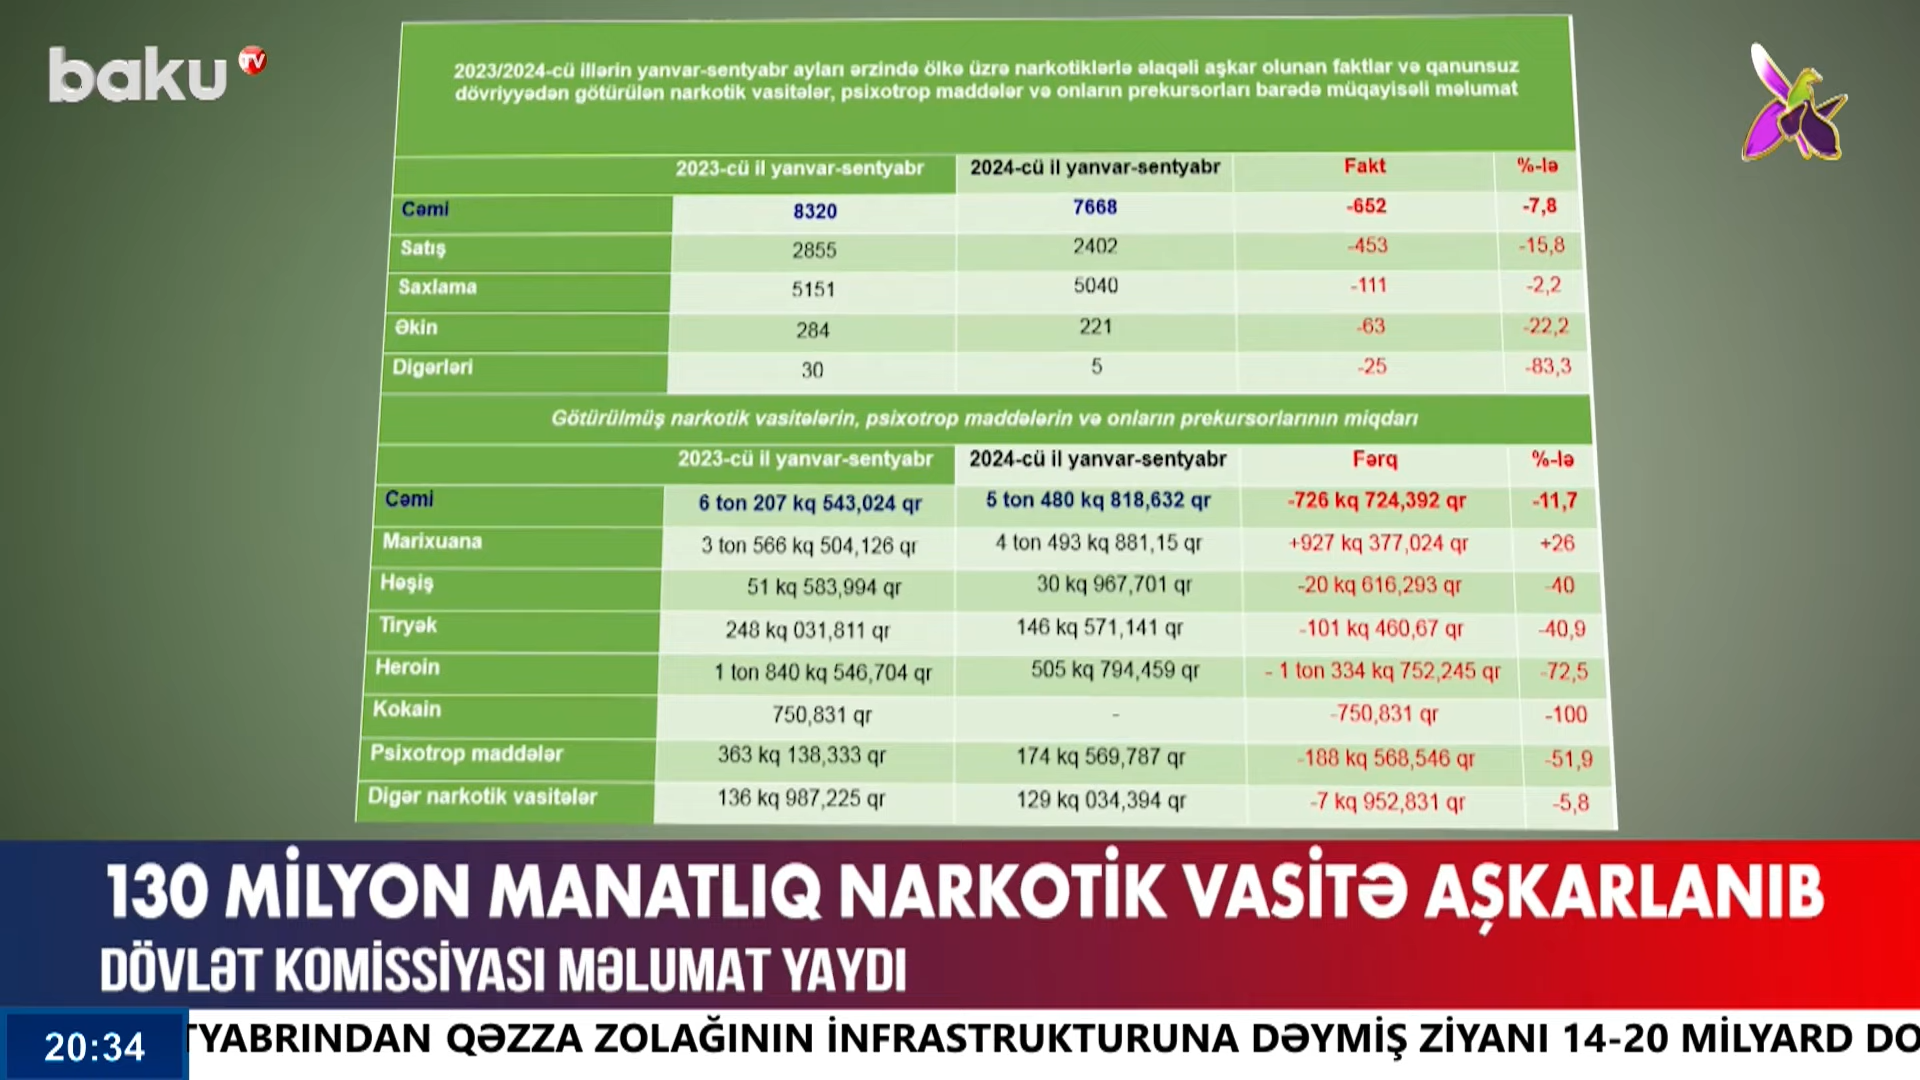 baku TV
2023/2024-cü illərin yanvar-sentyabr ayları ərzində ölkə üzrə narkotiklərlə əlaqəli aşkar olunan faktlar və qanunsuz
dövriyyədən götürülən narkotik vasitələr, psixotrop maddələr və onların prekursorları barədə müqayisəli məlumat
2023-cü il yanvar-sentyabr 2024-cü il yanvar-sentyabr Fakt %-lə
Cəmi 8320 7668 -652 -7,8
Satış 2855 2402 -453 -15,8
Saxlama 5151 5040 -111 -2,2
Əkin 284 221 -63 -22,2
Digərləri 30 5 -25 -83,3
Götürülmüş narkotik vasitələrin, psixotrop maddələrin və onların prekursorlarının miqdarı
2023-cü il yanvar-sentyabr 2024-cü il yanvar-sentyabr Fərq %-lə
Cəmi 6 ton 207 kq 543,024 qr 5 ton 480 kq 818,632 qr -726 kq 724,392 qr -11,7
Marixuana 3 ton 566 kq 504,126 qr 4 ton 493 kq 881,15 qr +927 kq 377,024 qr +26
Həşiş 51 kq 583,994 qr 30 kq 967,701 qr -20 kq 616,293 qr -40
Tiryək 248 kq 031,811 qr 146 kq 571,141 qr -101 kq 460,67 qr -40,9
Heroin 1 ton 840 kq 546,704 qr 505 kq 794,459 qr - 1 ton 334 kq 752,245 qr -72,5
Kokain 750,831 qr - -750,831 qr -100
Psixotrop maddələr 363 kq 138,333 qr 174 kq 569,787 qr -188 kq 568,546 qr -51,9
Digər narkotik vasitələr 136 kq 987,225 qr 129 kq 034,394 qr -7 kq 952,831 qr -5,8
130 MİLYON MANATLIQ NARKOTİK VASİTƏ AŞKARLANIB
DÖVLƏT KOMİSSİYASI MƏLUMAT YAYDI
20:34 TYABRINDAN QƏZZA ZOLAĞININ İNFRASTRUKTURUNA DƏYMİŞ ZİYANI 14-20 MİLYARD DO